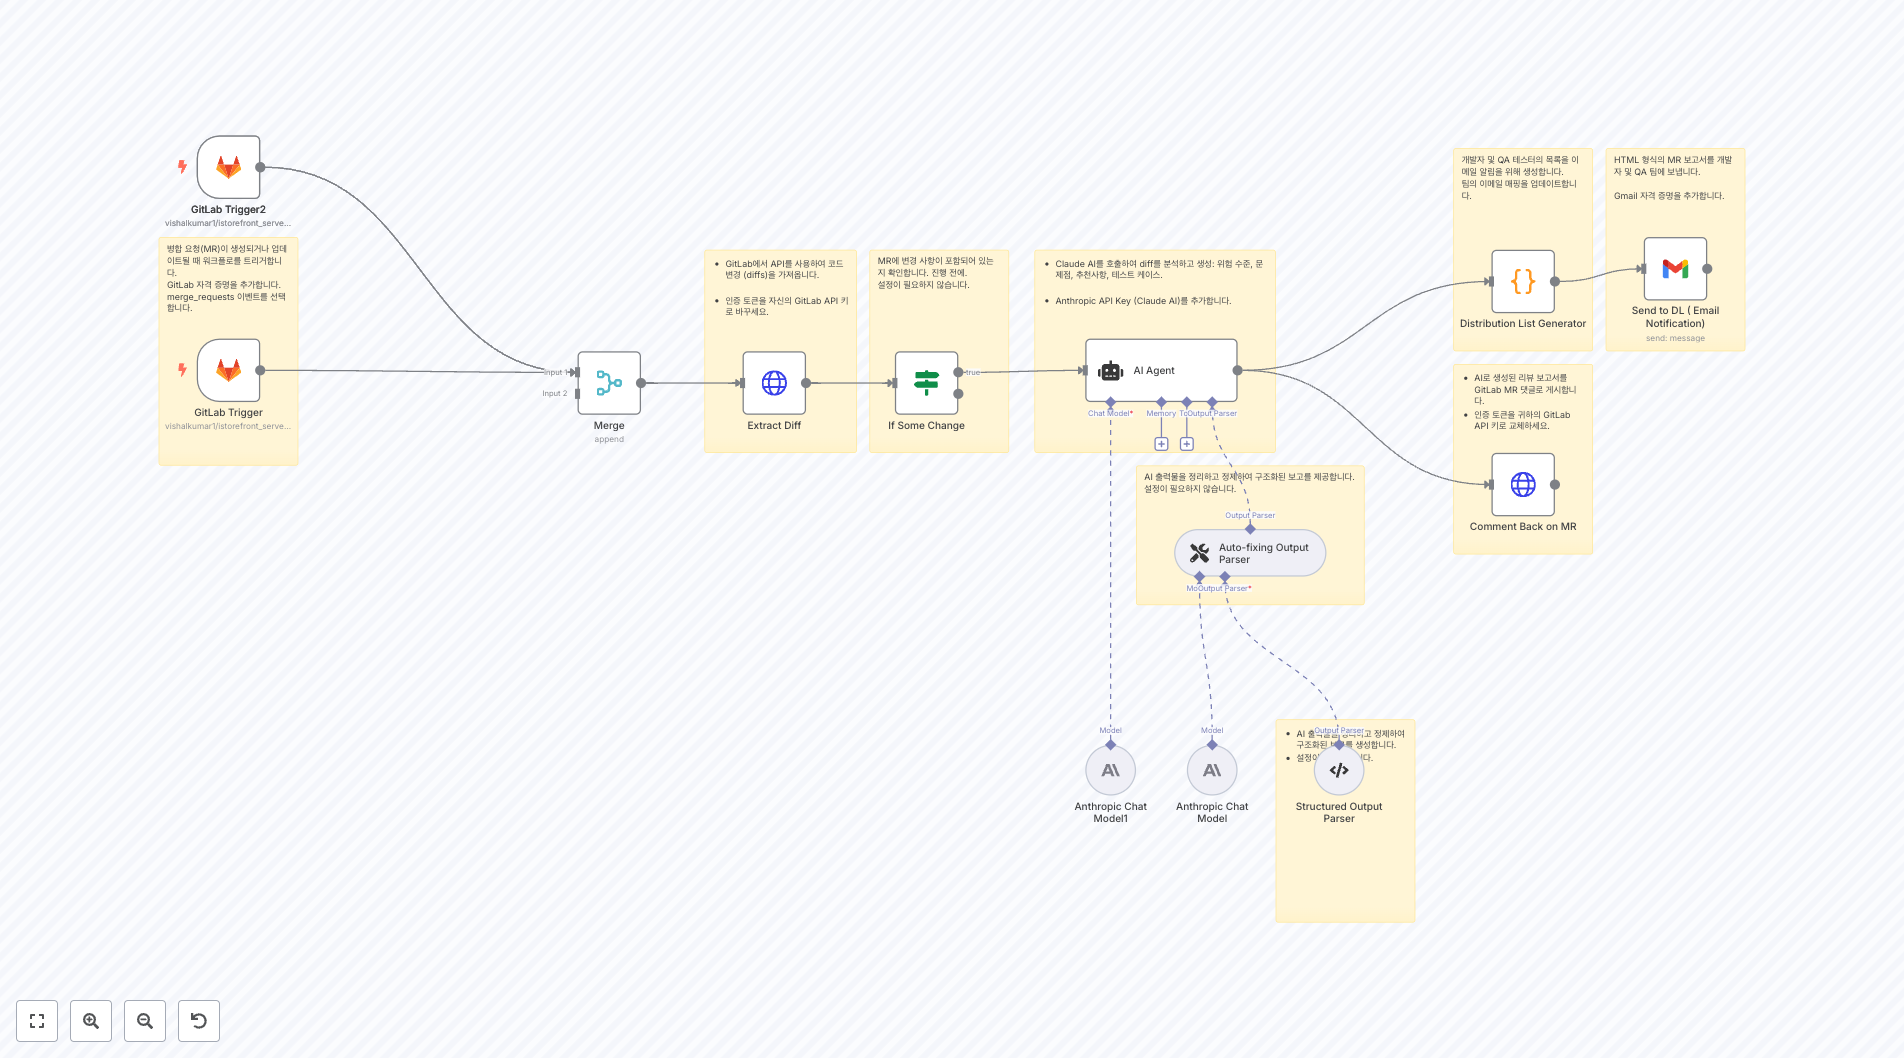 GitLab Trigger2
vishalkumar1/istorefront_serve...
병합 요청(MR)이 생성되거나 업데
이트될 때 워크플로를 트리거합니
다.
GitLab 자격 증명을 추가합니다.
merge_requests 이벤트를 선택
합니다.
GitLab Trigger
vishalkumar1/istorefront_serve...
Input 1
Input 2
Merge
append
• GitLab에서 API를 사용하여 코드
변경 (diffs)을 가져옵니다.
• 인증 토큰을 자신의 GitLab API 키
로 바꾸세요.
Extract Diff
MR에 변경 사항이 포함되어 있는
지 확인합니다. 진행 전에.
설정이 필요하지 않습니다.
true
If Some Change
• Claude AI를 호출하여 diff를 분석하고 생성: 위험 수준, 문
제점, 추천사항, 테스트 케이스.
• Anthropic API Key (Claude AI)를 추가합니다.
AI Agent
Chat Model*
Memory
To
Output Parser
AI 출력물을 정리하고 정제하여 구조화된 보고를 제공합니다.
설정이 필요하지 않습니다.
Output Parser
Auto-fixing Output
Parser
Mo
Output Parser*
Model
Anthropic Chat
Model1
Model
Anthropic Chat
Model
Output Parser
• AI 고 정제하여
구조화된 를 생성합니다.
Structured Output
Parser
개발자 및 QA 테스터의 목록을 이
메일 알림을 위해 생성합니다.
팀의 이메일 매핑을 업데이트합니
다.
Distribution List Generator
HTML 형식의 MR 보고서를 개발
자 및 QA 팀에 보냅니다.
Gmail 자격 증명을 추가합니다.
Send to DL ( Email
Notification)
send: message
• AI로 생성된 리뷰 보고서를
GitLab MR 댓글로 게시합니
다.
• 인증 토큰을 귀하의 GitLab
API 키로 교체하세요.
Comment Back on MR